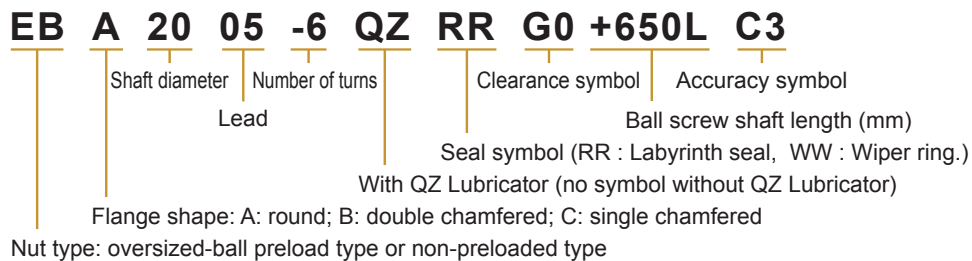 EB A 20 05 -6 QZ RR G0 +650L C3
Shaft diameter Number of turns Clearance symbol Accuracy symbol
Lead Ball screw shaft length (mm)
Seal symbol (RR : Labyrinth seal, WW : Wiper ring.)
With QZ Lubricator (no symbol without QZ Lubricator)
Flange shape: A: round; B: double chamfered; C: single chamfered
Nut type: oversized-ball preload type or non-preloaded type